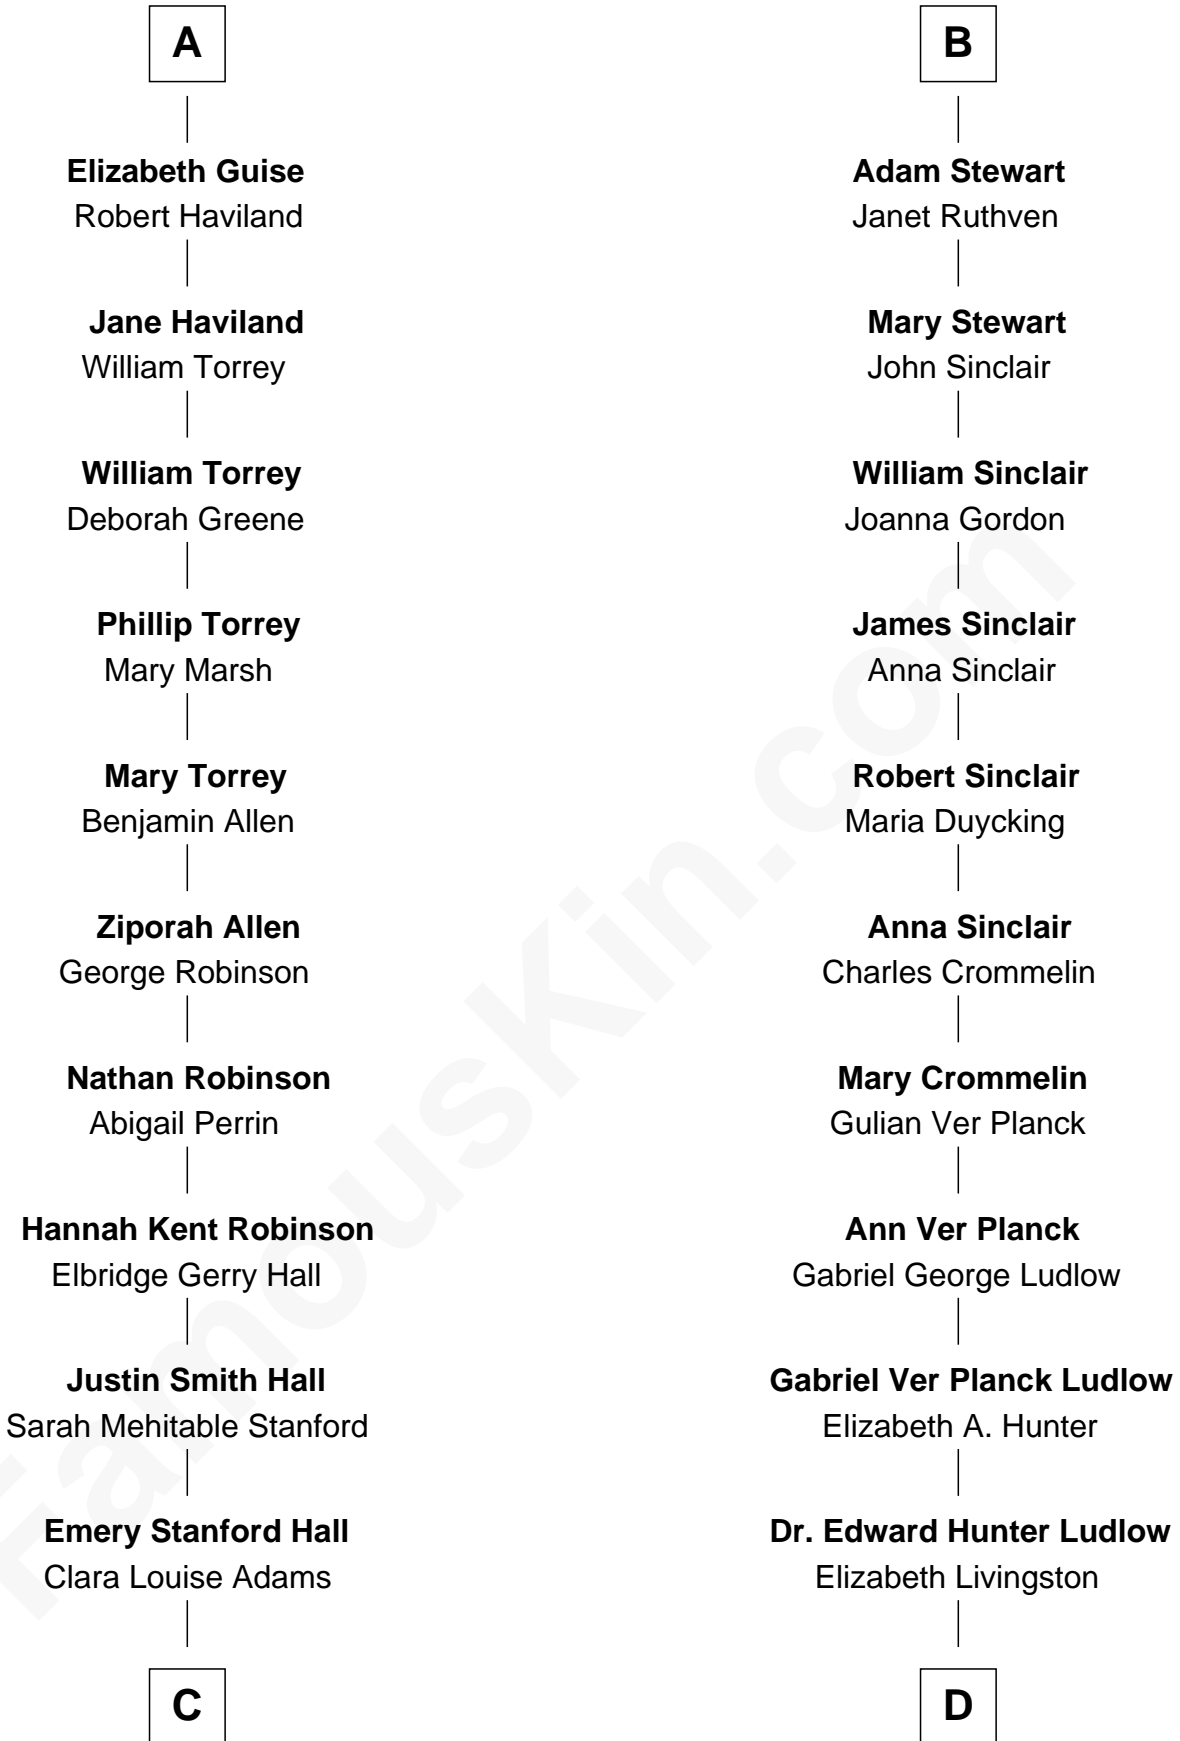 A
Elizabeth Guise
Robert Haviland
Jane Haviland
William Torrey
William Torrey
Deborah Greene
Phillip Torrey
Mary Marsh
Mary Torrey
Benjamin Allen
Ziporah Allen
George Robinson
Nathan Robinson
Abigail Perrin
Hannah Kent Robinson
Elbridge Gerry Hall
Justin Smith Hall
Sarah Mehitable Stanford
Emery Stanford Hall
Clara Louise Adams
C
B
Adam Stewart
Janet Ruthven
Mary Stewart
John Sinclair
William Sinclair
Joanna Gordon
James Sinclair
Anna Sinclair
Robert Sinclair
Maria Duycking
Anna Sinclair
Charles Crommelin
Mary Crommelin
Gulian Ver Planck
Ann Ver Planck
Gabriel George Ludlow
Gabriel Ver Planck Ludlow
Elizabeth A. Hunter
Dr. Edward Hunter Ludlow
Elizabeth Livingston
D
FamousKin.com